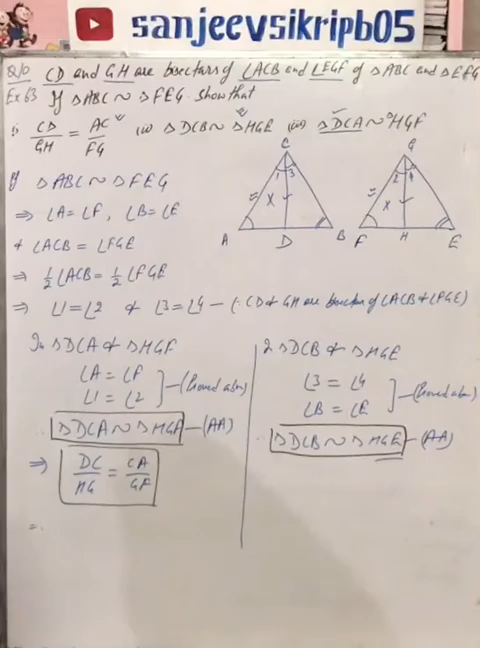 sanjeevsikripb05
Q10 CD and GH are bisectors of ∠ACB and ∠EGF of △ABC and △EFG
Ex 6.3 If △ABC ~ △FEG. Show that
i) CD/GH = AC/FG ii) △DCB ~ △HGE iii) △DCA ~ △HGF
If △ABC ~ △FEG
⇒ ∠A = ∠F, ∠B = ∠E
& ∠ACB = ∠FGE
⇒ 1/2 ∠ACB = 1/2 ∠FGE
⇒ ∠1 = ∠2 & ∠3 = ∠4 – (∵ CD & GH are bisector of ∠ACB & ∠FGE)
C
1 3
X
A D B
G
2 4
X
F H E
In △DCA & △HGF
∠A = ∠F
∠1 = ∠2
(Proved above)
△DCA ~ △HGF – (AA)
⇒ DC/HG = CA/GF
=
△DCB & △HGE
∠3 = ∠4
∠B = ∠E
(Proved above)
△DCB ~ △HGE – (AA)